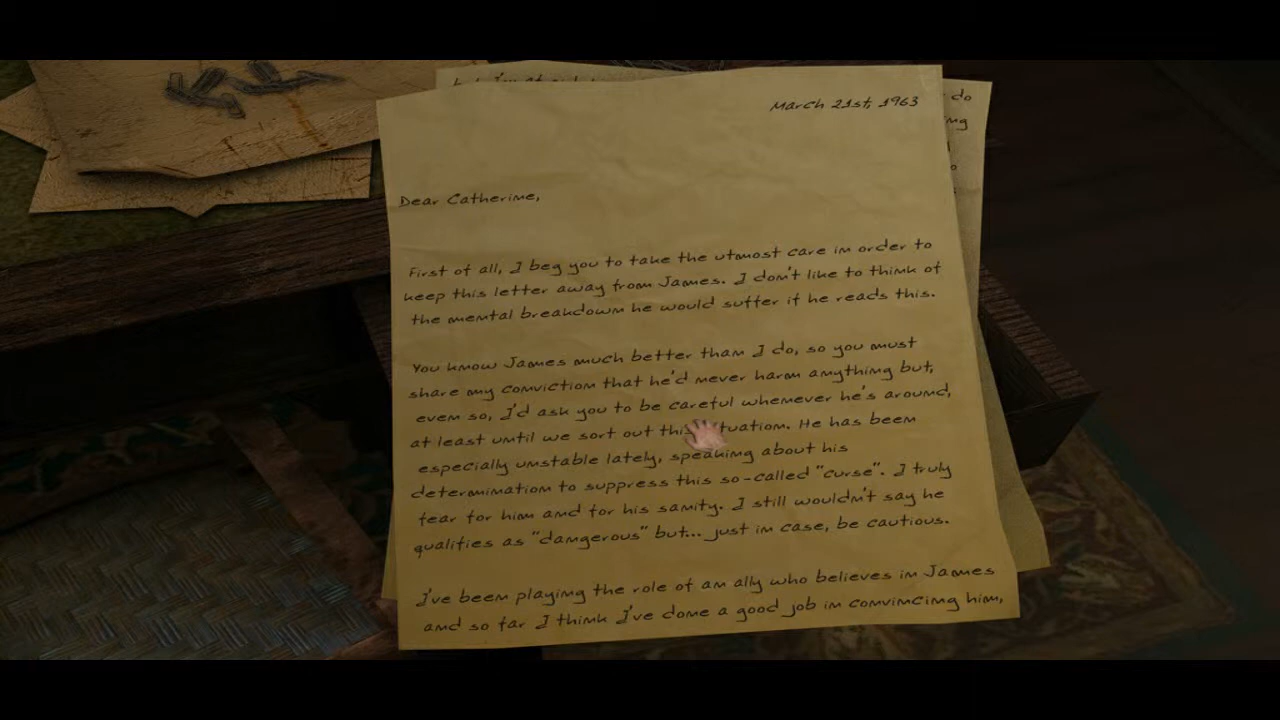 March 21st, 1963
Dear Catherine,
First of all, I beg you to take the utmost care in order to
keep this letter away from James. I don't like to think of
the mental breakdown he would suffer if he reads this.
You know James much better than I do, so you must
share my conviction that he'd never harm anything but,
even so, I'd ask you to be careful whenever he's around,
at least until we sort out this situation. He has been
especially unstable lately, speaking about his
determination to suppress this so-called "curse". I truly
fear for him and for his sanity. I still wouldn't say he
qualifies as "dangerous" but... just in case, be cautious.
I've been playing the role of an ally who believes in James
and so far I think I've done a good job in convincing him,
do